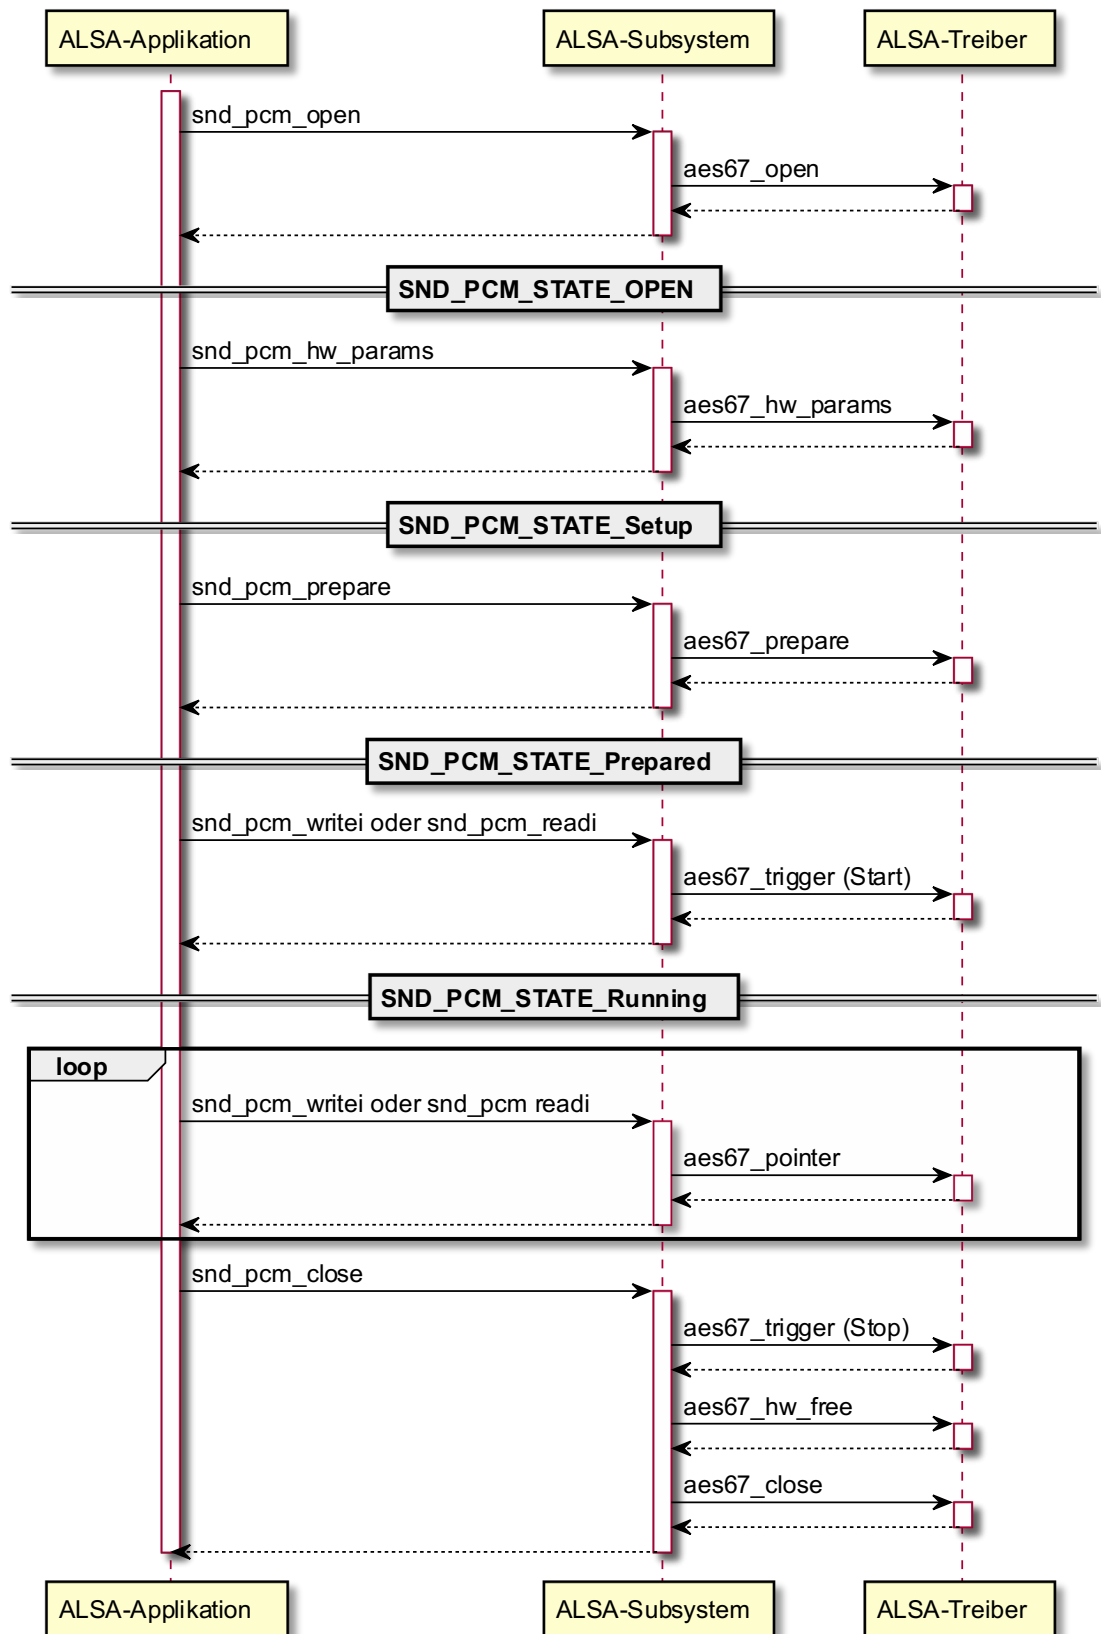 ALSA-Applikation ALSA-Subsystem ALSA-Treiber
snd_pcm_open
aes67_open
SND_PCM_STATE_OPEN
snd_pcm_hw_params
aes67_hw_params
SND_PCM_STATE_Setup
snd_pcm_prepare
aes67_prepare
SND_PCM_STATE_Prepared
snd_pcm_writei oder snd_pcm_readi
aes67_trigger (Start)
SND_PCM_STATE_Running
loop
snd_pcm_writei oder snd_pcm readi
aes67_pointer
snd_pcm_close
aes67_trigger (Stop)
aes67_hw_free
aes67_close
ALSA-Applikation ALSA-Subsystem ALSA-Treiber